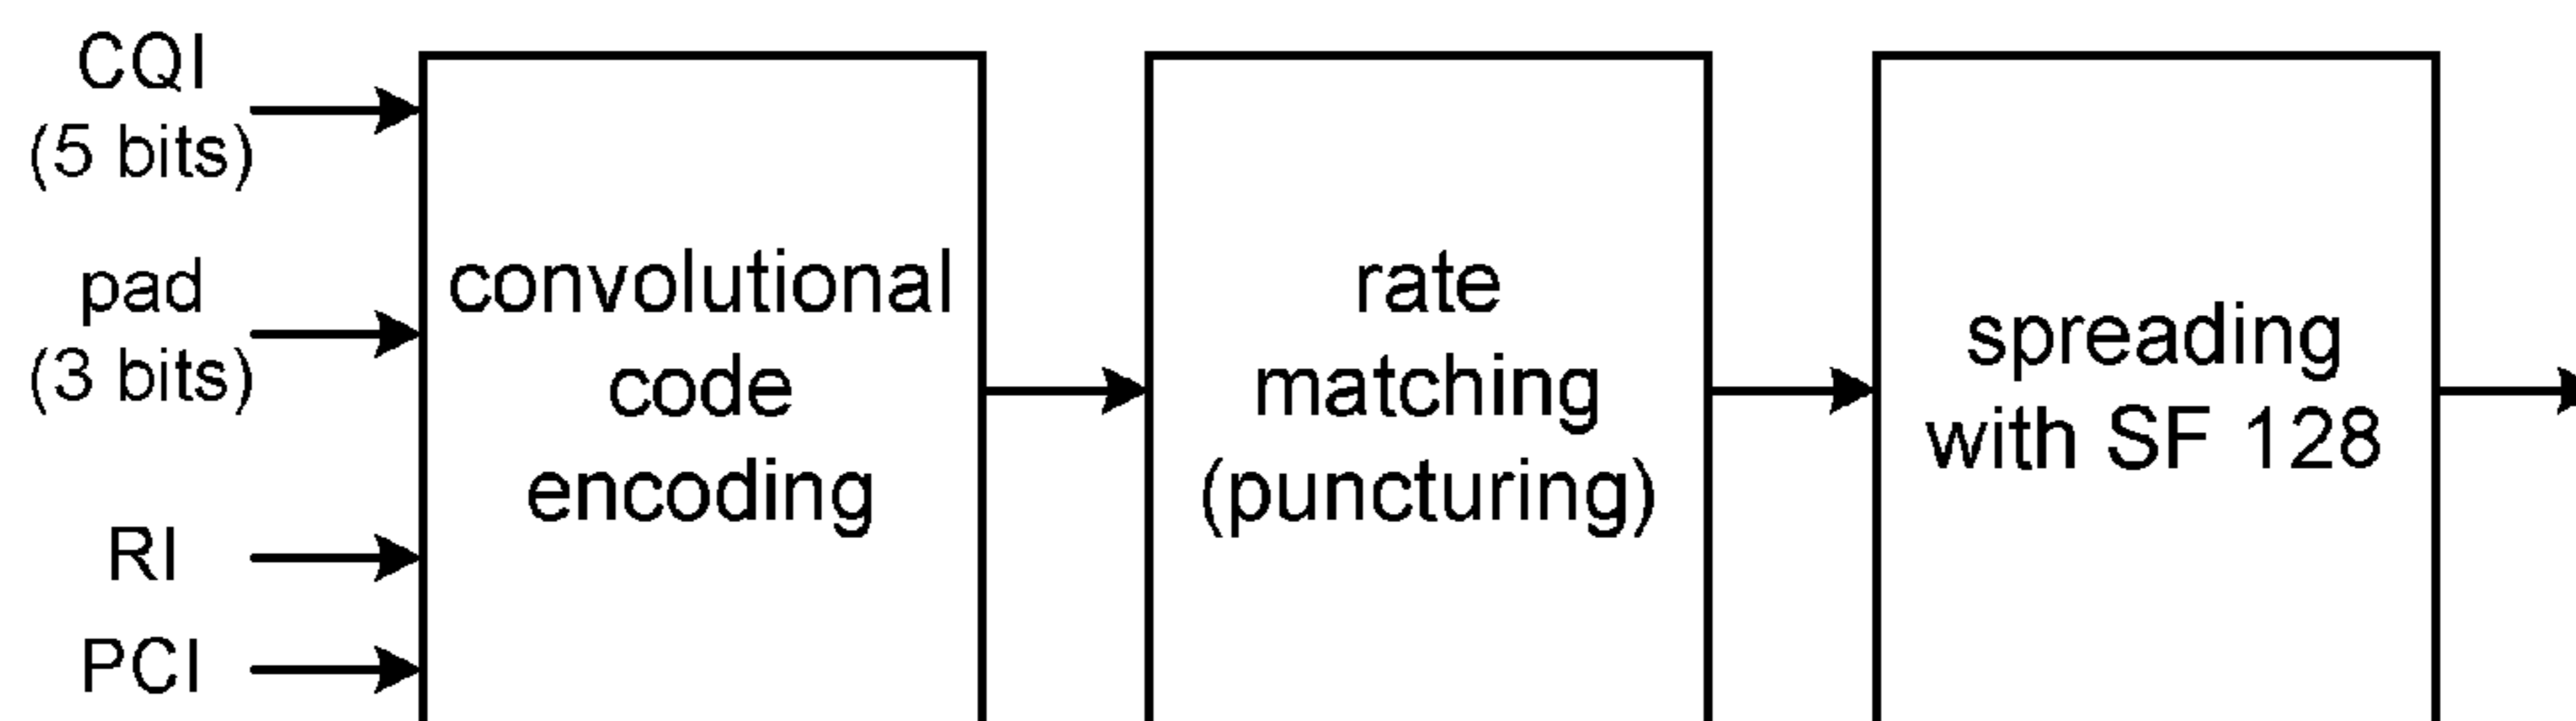 CQI
(5 bits)
pad
(3 bits)
RI
PCI
convolutional
code
encoding
rate
matching
(puncturing)
spreading
with SF 128